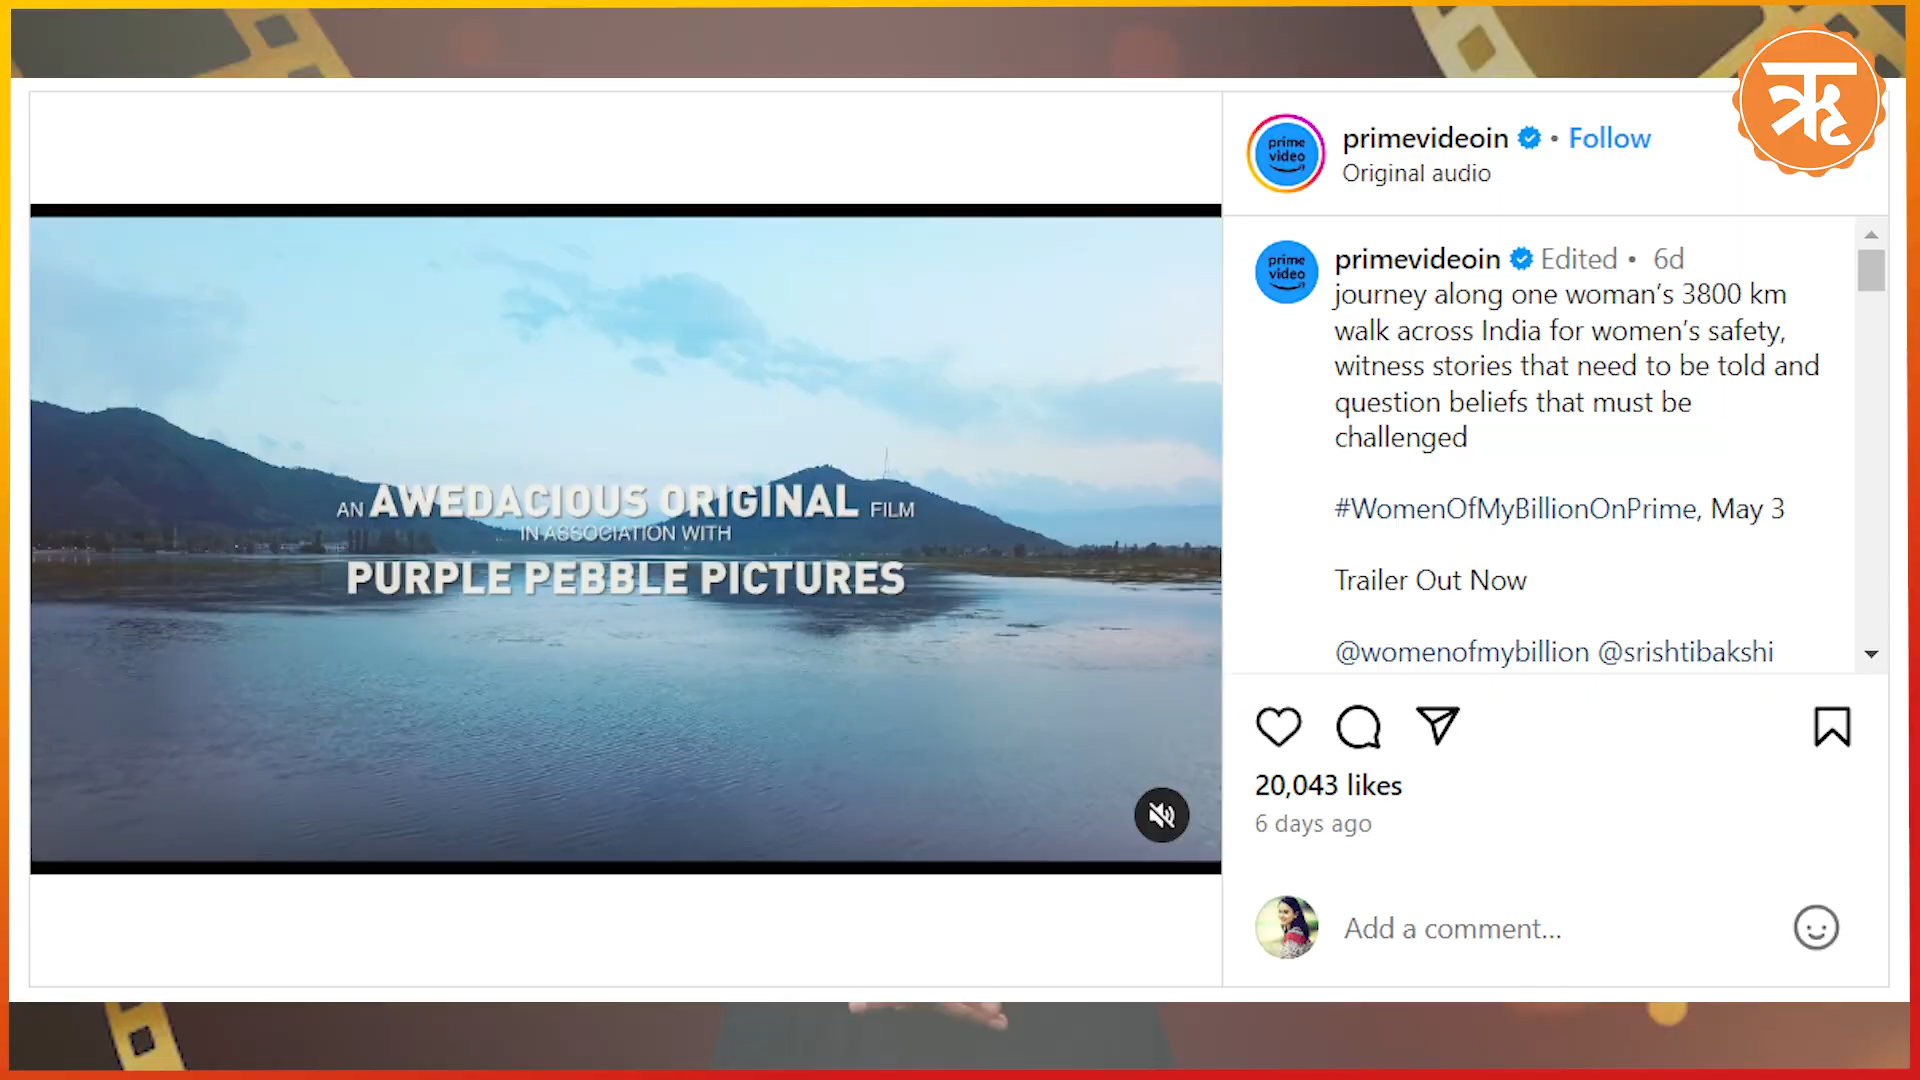 ऋ
primevideoin • Follow
Original audio
prime
video
prime
video
primevideoin Edited • 6d
journey along one woman’s 3800 km
walk across India for women’s safety,
witness stories that need to be told and
question beliefs that must be
challenged
#WomenOfMyBillionOnPrime, May 3
Trailer Out Now
@womenofmybillion @srishtibakshi
AN AWEDACIOUS ORIGINAL FILM
IN ASSOCIATION WITH
PURPLE PEBBLE PICTURES
20,043 likes
6 days ago
Add a comment...